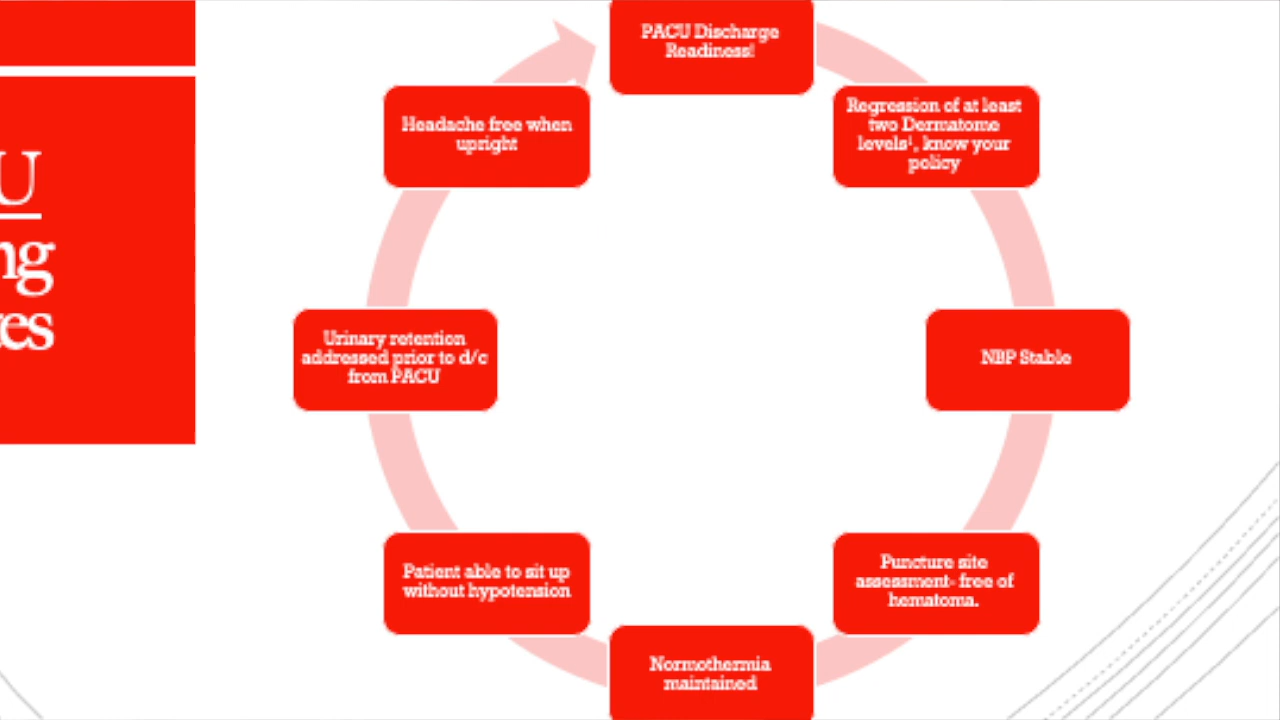 U
ng
es
PACU Discharge
Readiness!
Regression of at least
two Dermatome
levels¹, know your
policy
NBP Stable
Puncture site
assessment- free of
hematoma.
Normothermia
maintained
Patient able to sit up
without hypotension
Urinary retention
addressed prior to d/c
from PACU
Headache free when
upright